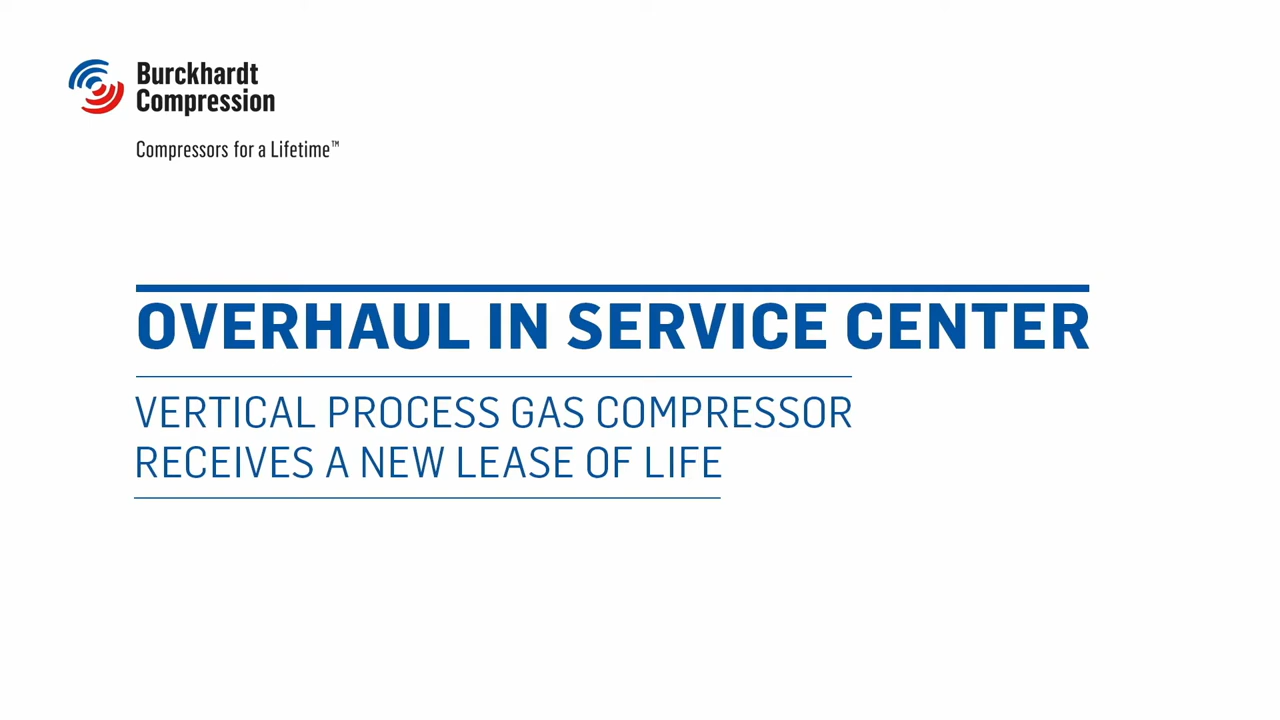 Burckhardt
Compression
Compressors for a Lifetime™
OVERHAUL IN SERVICE CENTER
VERTICAL PROCESS GAS COMPRESSOR
RECEIVES A NEW LEASE OF LIFE